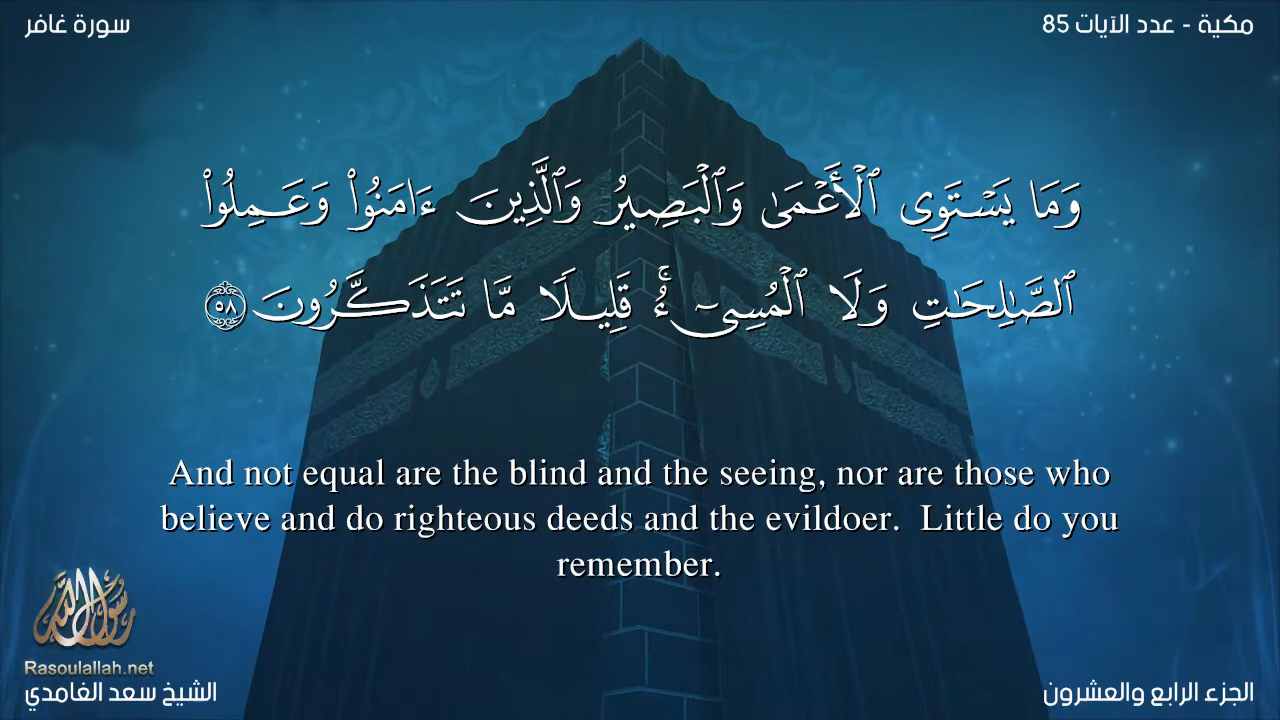 مكية - عدد الآيات 85
سورة غافر
وَمَا يَسْتَوِى ٱلْأَعْمَىٰ وَٱلْبَصِيرُ وَٱلَّذِينَ ءَامَنُوا۟ وَعَمِلُوا۟
ٱلصَّٰلِحَٰتِ وَلَا ٱلْمُسِىٓءُ ۚ قَلِيلًا مَّا تَتَذَكَّرُونَ ٥٨
And not equal are the blind and the seeing, nor are those who
believe and do righteous deeds and the evildoer.  Little do you
remember.
رسول الله
Rasoulallah.net
الجزء الرابع والعشرون
الشيخ سعد الغامدي